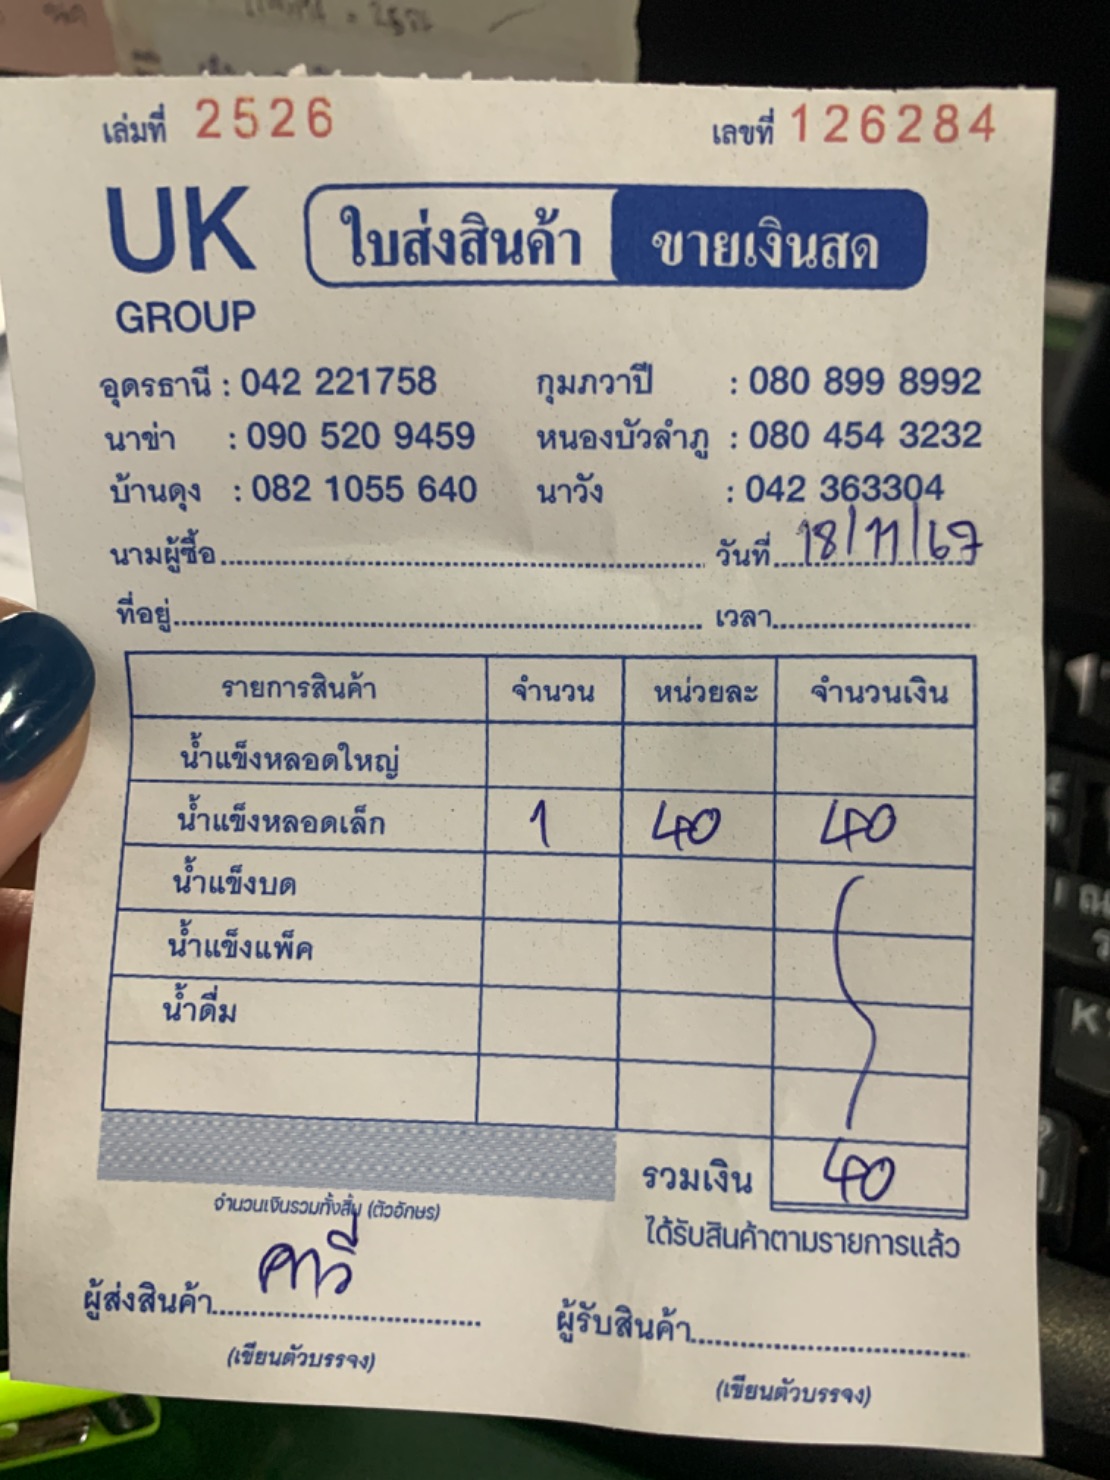 เล่มที่ 2526 เลขที่ 126284
UK GROUP
ใบส่งสินค้า ขายเงินสด
อุดรธานี : 042 221758 กุมภวาปี : 080 899 8992
นาข่า : 090 520 9459 หนองบัวลำภู : 080 454 3232
บ้านดุง : 082 1055 640 นาวัง : 042 363304
นามผู้ซื้อ วันที่ 18/11/67
ที่อยู่ เวลา
รายการสินค้า จำนวน หน่วยละ จำนวนเงิน
น้ำแข็งหลอดใหญ่
น้ำแข็งหลอดเล็ก 1 40 40
น้ำแข็งบด
น้ำแข็งแพ็ค
น้ำดื่ม
รวมเงิน 40
จำนวนเงินรวมทั้งสิ้น (ตัวอักษร)
ได้รับสินค้าตามรายการแล้ว
ผู้ส่งสินค้า ผู้รับสินค้า
(เขียนตัวบรรจง) (เขียนตัวบรรจง)